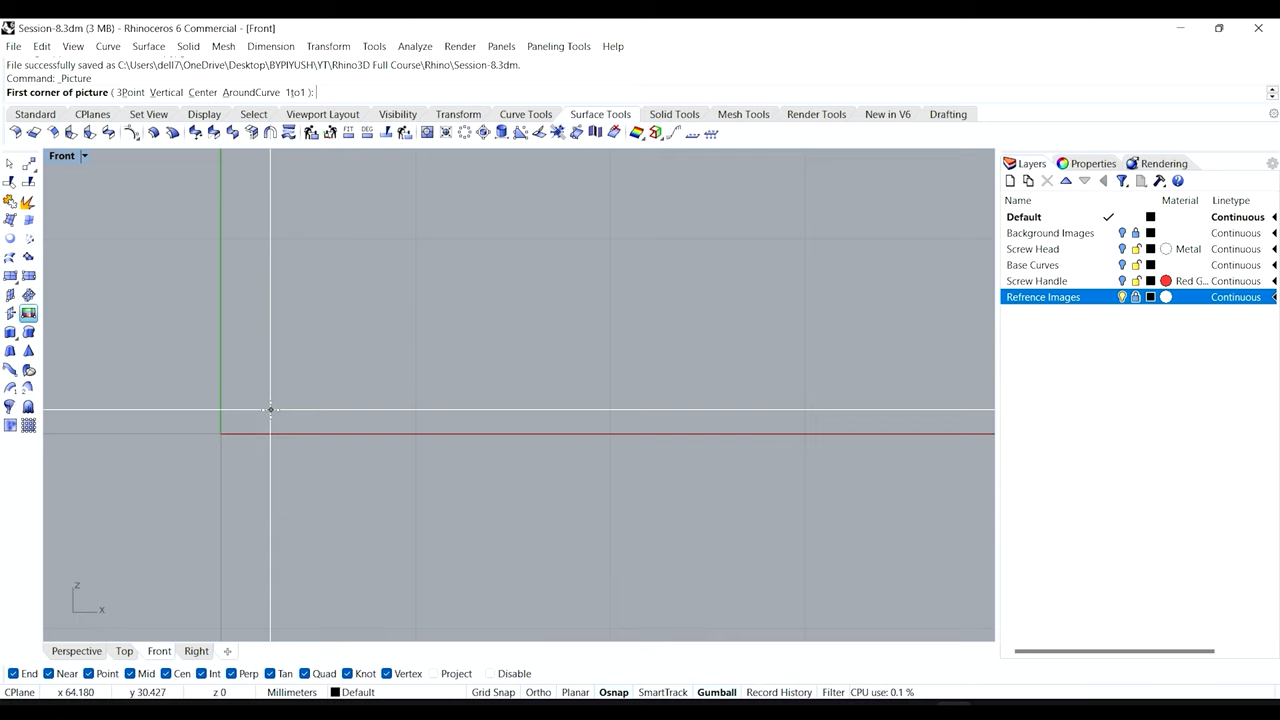 Session-8.3dm (3 MB) - Rhinoceros 6 Commercial - [Front]
File Edit View Curve Surface Solid Mesh Dimension Transform Tools Analyze Render Panels Paneling Tools Help
File successfully saved as C:\Users\dell7\OneDrive\Desktop\BYPIYUSH\YT\Rhino3D Full Course\Rhino\Session-8.3dm.
Command: _Picture
First corner of picture ( 3Point Vertical Center AroundCurve 1to1 ):
Standard CPlanes Set View Display Select Viewport Layout Visibility Transform Curve Tools Surface Tools Solid Tools Mesh Tools Render Tools New in V6 Drafting
Front
Layers Properties Rendering
Name Material Linetype
Default Continuous
Background Images Continuous
Screw Head Metal Continuous
Base Curves Continuous
Screw Handle Red G... Continuous
Refrence Images Continuous
z
x
Perspective Top Front Right
End Near Point Mid Cen Int Perp Tan Quad Knot Vertex Project Disable
CPlane x 64.180 y 30.427 z 0 Millimeters Default Grid Snap Ortho Planar Osnap SmartTrack Gumball Record History Filter CPU use: 0.1 %